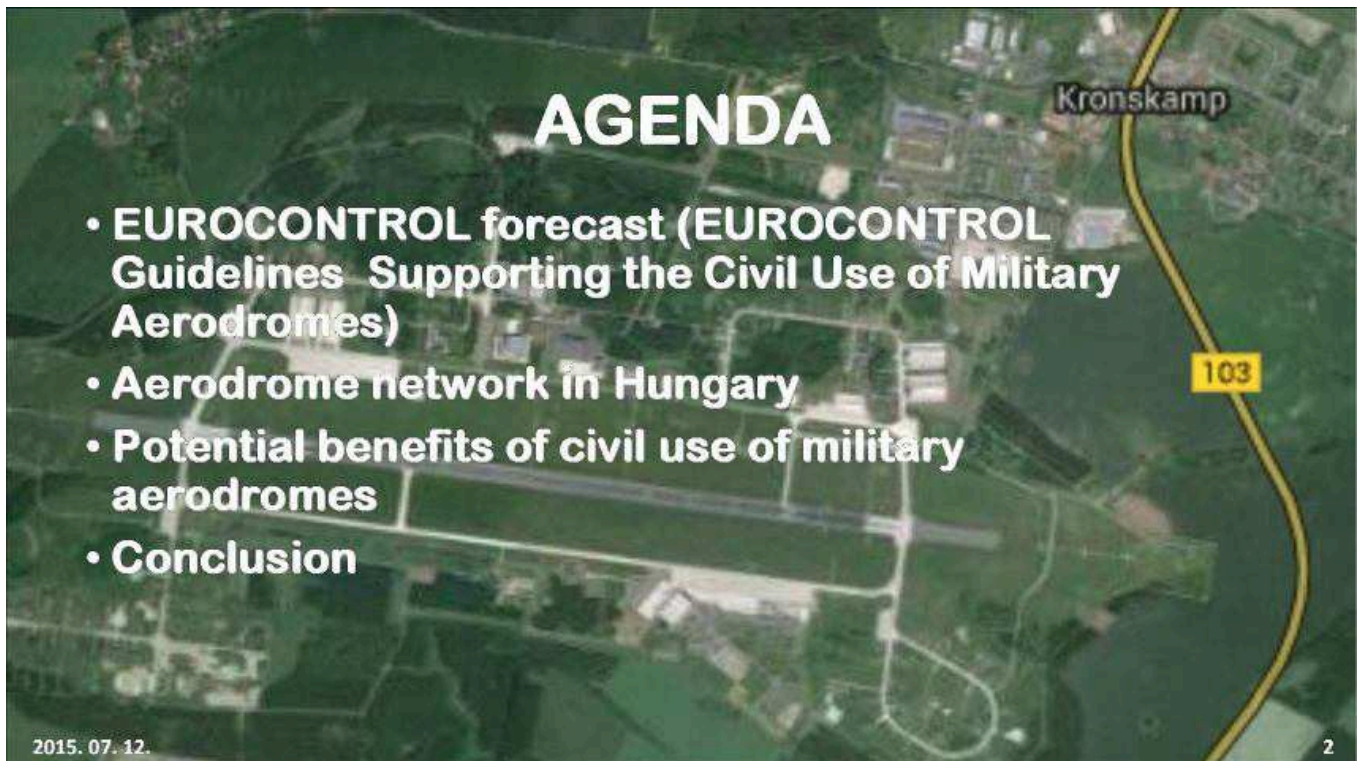 AGENDA
Kronskamp
• EUROCONTROL forecast (EUROCONTROL
Guidelines  Supporting the Civil Use of Military
Aerodromes)
• Aerodrome network in Hungary
103
• Potential benefits of civil use of military
aerodromes
• Conclusion
2015. 07. 12.
2